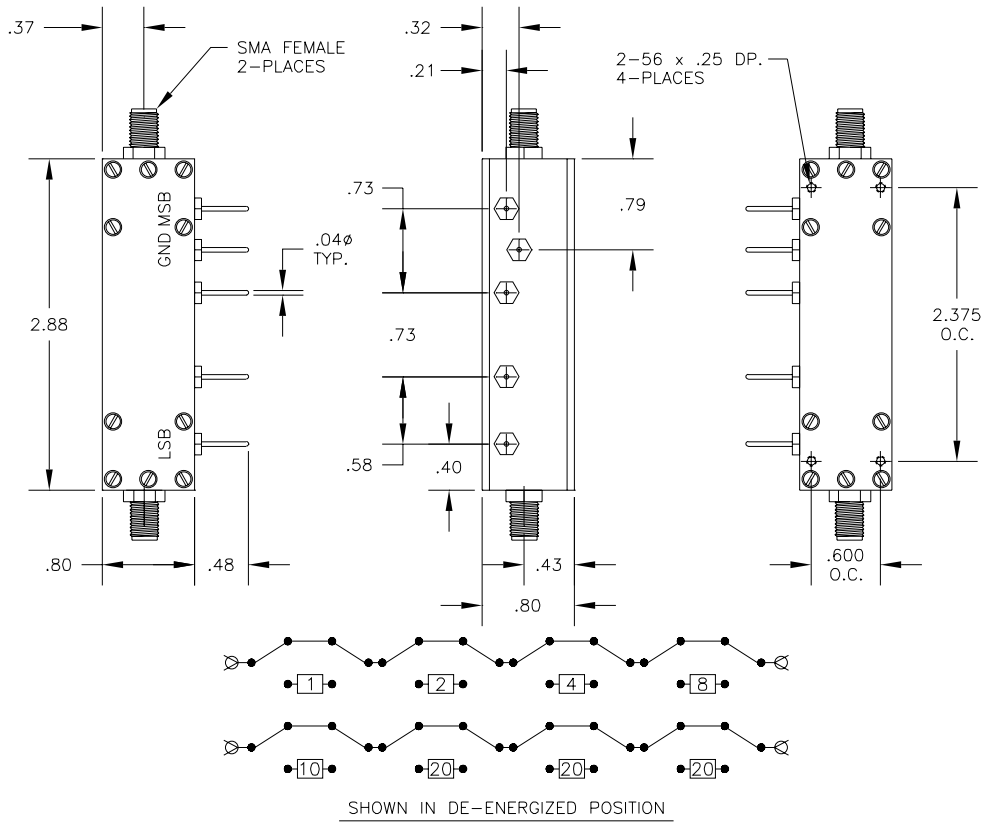 .37
SMA FEMALE
2-PLACES
.32
.21
2-56 x .25 DP.
4-PLACES
.73
.79
GND MSB
.04ø
TYP.
2.88
.73
2.375
O.C.
LSB
.58
.40
.80
.48
.43
.80
.600
O.C.
1 2 4 8
10 20 20 20
SHOWN IN DE-ENERGIZED POSITION